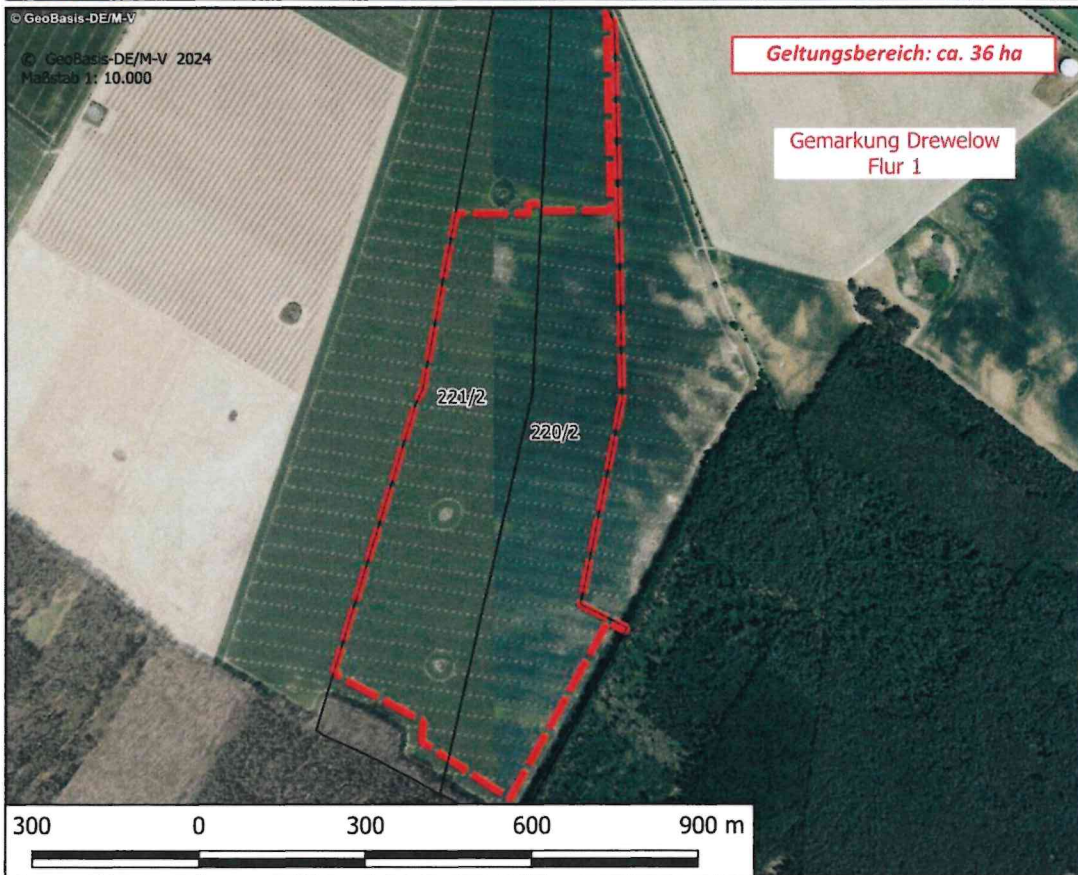 © GeoBasis-DE/M-V
© GeoBasis-DE/M-V 2024
Maßstab 1: 10.000
Geltungsbereich: ca. 36 ha
Gemarkung Drewelow
Flur 1
221/2
220/2
300 0 300 600 900 m